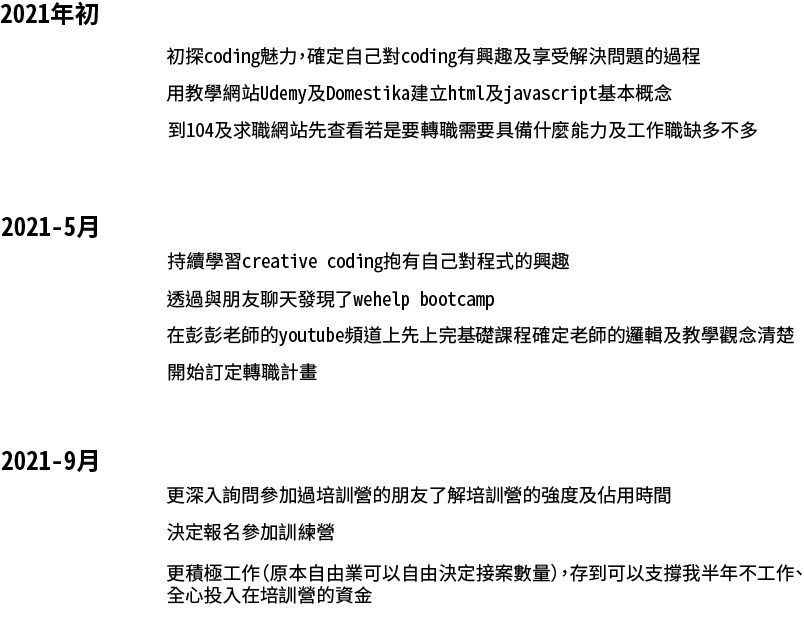 2021年初
初探coding魅力，確定自己對coding有興趣及享受解決問題的過程
用教學網站Udemy及Domestika建立html及javascript基本概念
到104及求職網站先查看若是要轉職需要具備什麼能力及工作職缺多不多
2021-5月
持續學習creative coding抱有自己對程式的興趣
透過與朋友聊天發現了wehelp bootcamp
在彭彭老師的youtube頻道上先上完基礎課程確定老師的邏輯及教學觀念清楚
開始訂定轉職計畫
2021-9月
更深入詢問參加過培訓營的朋友了解培訓營的強度及佔用時間
決定報名參加訓練營
更積極工作（原本自由業可以自由決定接案數量），存到可以支撐我半年不工作、
全心投入在培訓營的資金